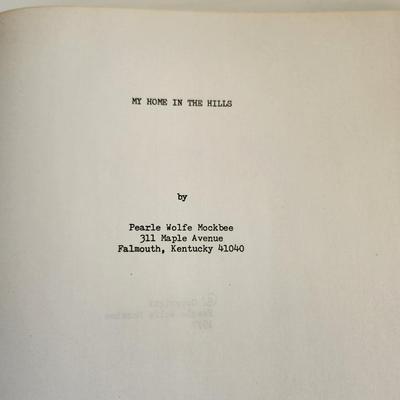 MY HOME IN THE HILLS
by
Pearle Wolfe Mockbee
311 Maple Avenue
Falmouth, Kentucky 41040